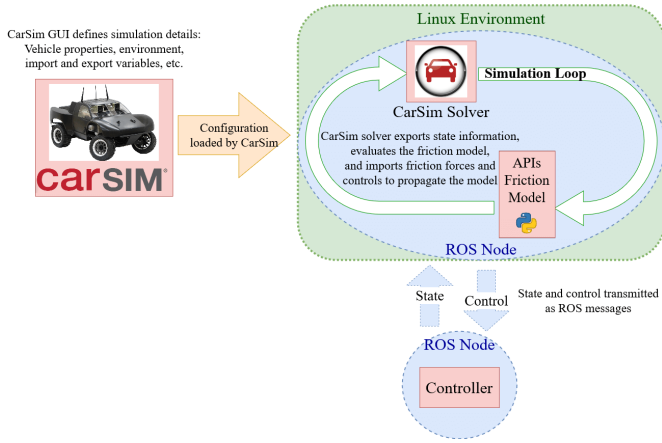 CarSim GUI defines simulation details:
Vehicle properties, environment,
import and export variables, etc.
carSIM®
Configuration
loaded by CarSim
Linux Environment
Simulation Loop
CarSim Solver
CarSim solver exports state information,
evaluates the friction model,
and imports friction forces and
controls to propagate the model
APIs
Friction
Model
ROS Node
State
Control
State and control transmitted
as ROS messages
ROS Node
Controller